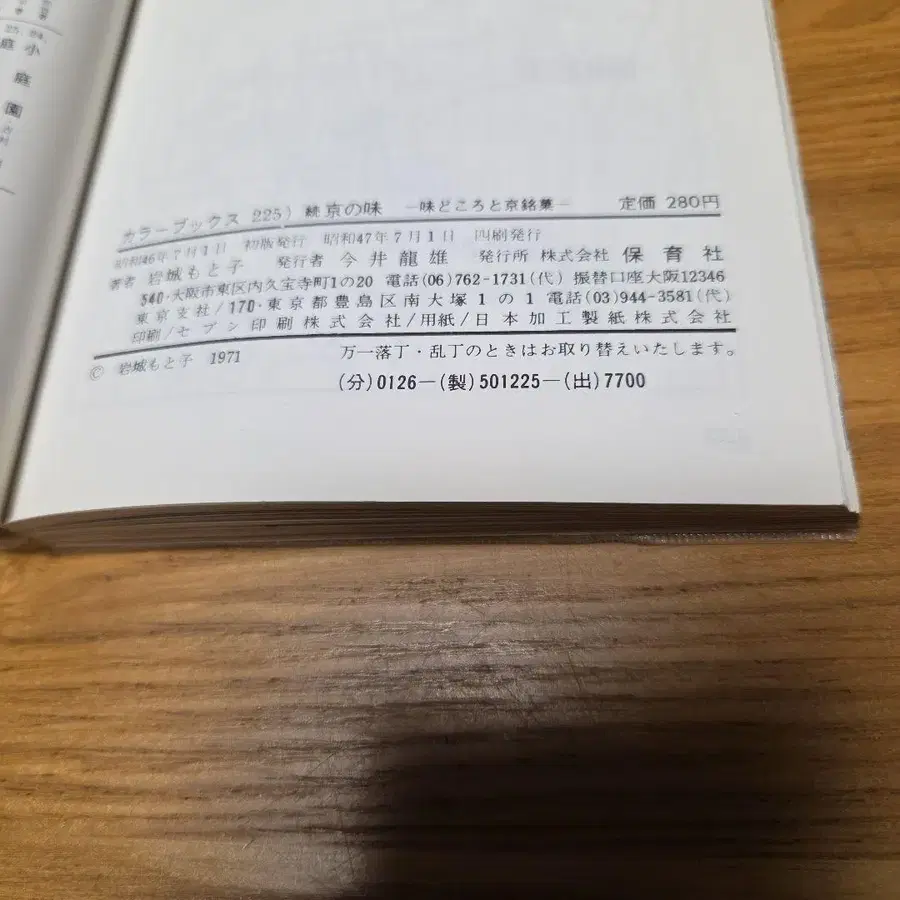 小庭園
カラーブックス 225) 続 京の味 —味どころと京銘菓— 定価 280円
昭和46年7月1日 初版発行 昭和47年7月1日 四刷発行
著者 岩城もと子 発行者 今井龍雄 発行所 株式会社 保育社
540・大阪市東区内久宝寺町1の20 電話(06)762-1731(代) 振替口座大阪12346
東京支社/170・東京都豊島区南大塚1の1 電話(03)944-3581(代)
印刷/セブン印刷株式会社/用紙/日本加工製紙株式会社
© 岩城もと子 1971 万一落丁・乱丁のときはお取り替えいたします。
(分)0126—(製)501225—(出)7700